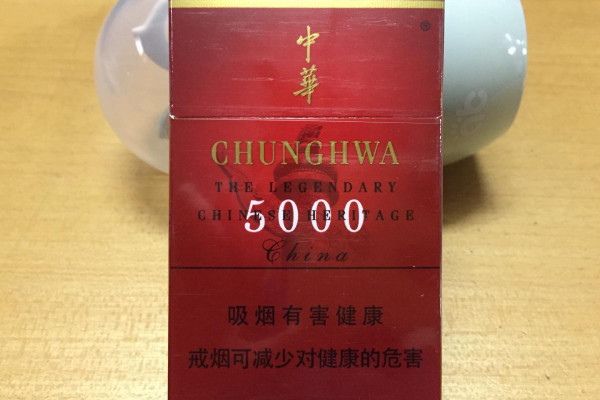 中
華
®
CHUNGHWA
THE LEGENDARY
CHINESE HERITAGE
5000
China
吸烟有害健康
戒烟可减少对健康的危害